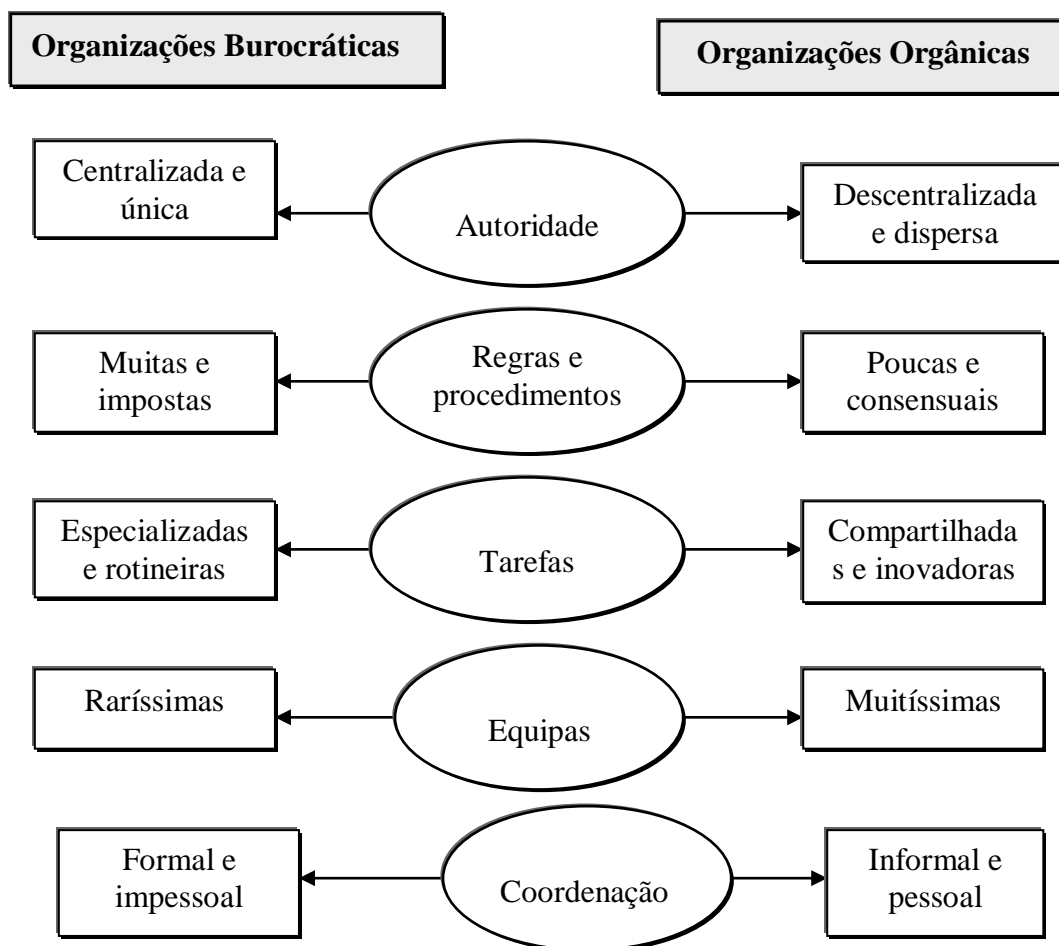 Organizações Burocráticas
Organizações Orgânicas
Centralizada e
única
Autoridade
Descentralizada
e dispersa
Muitas e
impostas
Regras e
procedimentos
Poucas e
consensuais
Especializadas
e rotineiras
Tarefas
Compartilhada
s e inovadoras
Raríssimas
Equipas
Muitíssimas
Formal e
impessoal
Coordenação
Informal e
pessoal